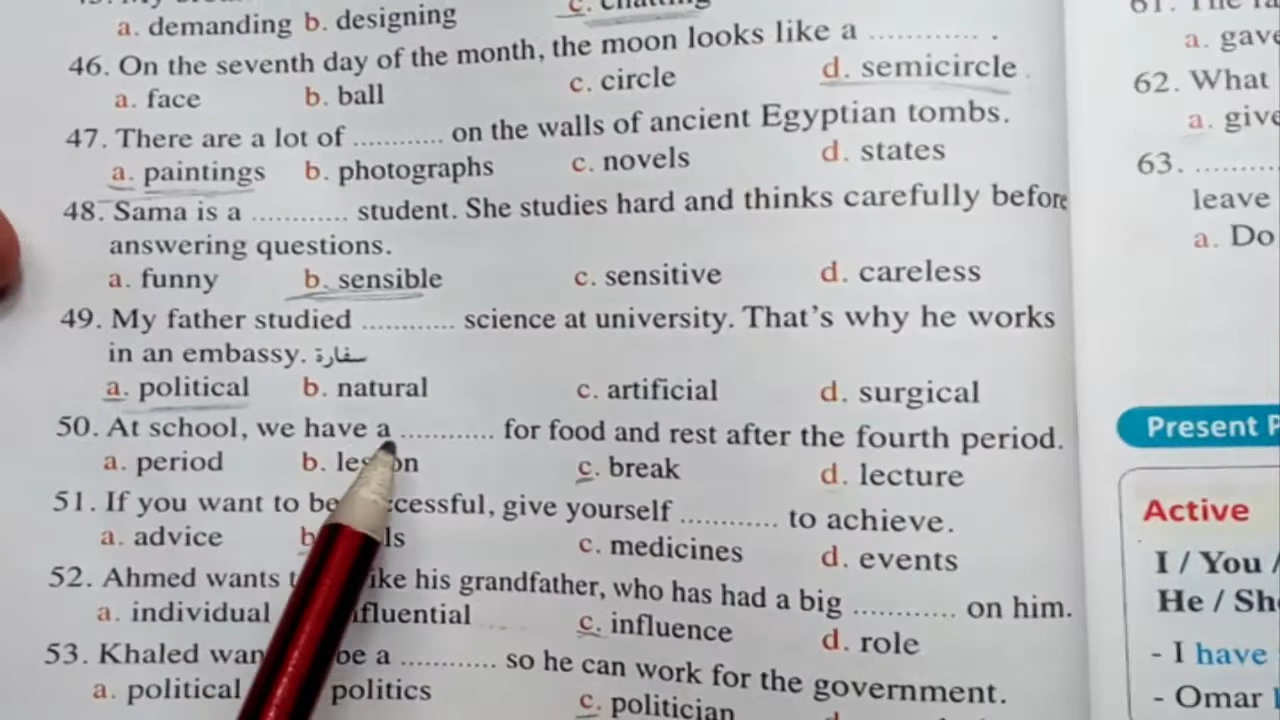 a. demanding b. designing c. chatting
46. On the seventh day of the month, the moon looks like a ............ .
a. face b. ball c. circle d. semicircle
47. There are a lot of ............ on the walls of ancient Egyptian tombs.
a. paintings b. photographs c. novels d. states
48. Sama is a ............ student. She studies hard and thinks carefully before
answering questions.
a. funny b. sensible c. sensitive d. careless
49. My father studied ............ science at university. That's why he works
in an embassy. سفارة
a. political b. natural c. artificial d. surgical
50. At school, we have a ............ for food and rest after the fourth period.
a. period b. lesson c. break d. lecture
51. If you want to be successful, give yourself ............ to achieve.
a. advice b. ls c. medicines d. events
52. Ahmed wants ike his grandfather, who has had a big ............ on him.
a. individual fluential c. influence d. role
53. Khaled wan be a ............ so he can work for the government.
a. political politics c. politician
61.
a. gave
62. What
a. give
63. ............
leave
a. Do
Present P
Active
I / You /
He / Sh
- I have
- Omar